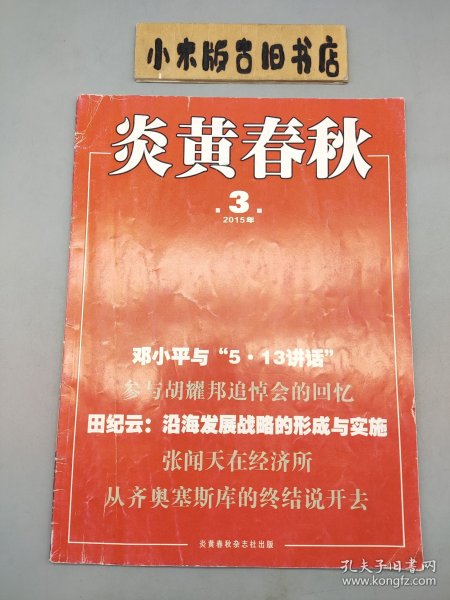 小木版古旧书店
炎黄春秋
3
2015年
邓小平与“5·13讲话”
参与胡耀邦追悼会的回忆
田纪云：沿海发展战略的形成与实施
张闻天在经济所
从齐奥塞斯库的终结说开去
炎黄春秋杂志社出版
孔夫子旧书网
www.kongfz.com